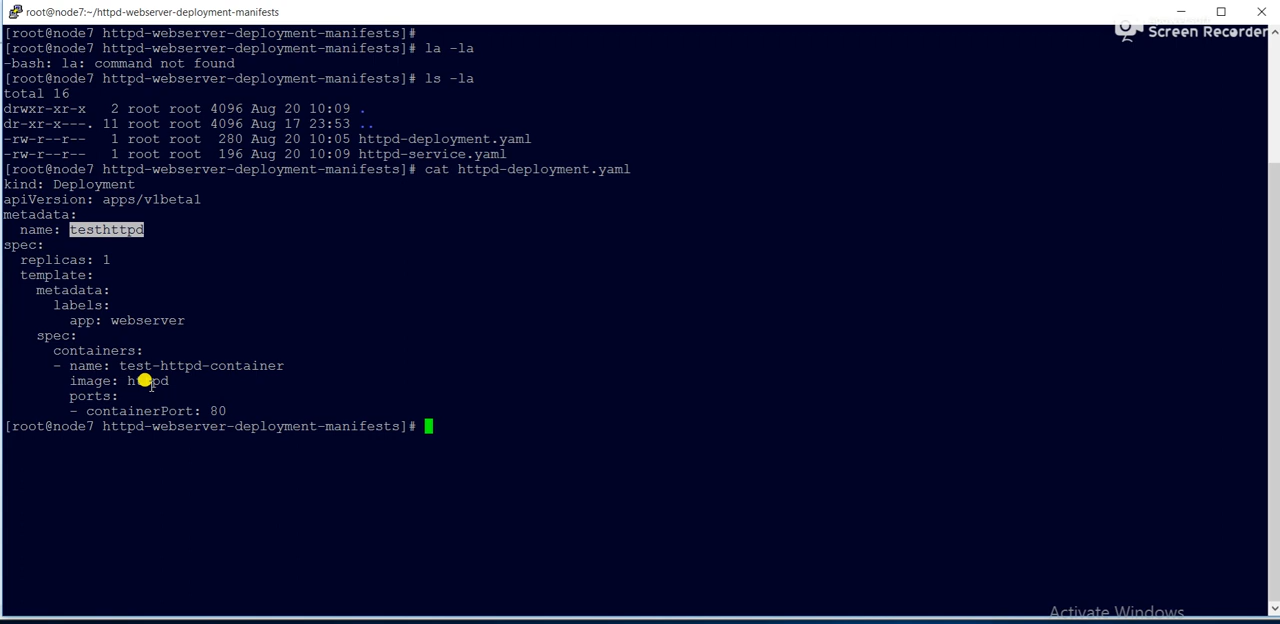 root@node7:~/httpd-webserver-deployment-manifests
Screen Recorder
[root@node7 httpd-webserver-deployment-manifests]#
[root@node7 httpd-webserver-deployment-manifests]# la -la
-bash: la: command not found
[root@node7 httpd-webserver-deployment-manifests]# ls -la
total 16
drwxr-xr-x   2 root root 4096 Aug 20 10:09 .
dr-xr-x---. 11 root root 4096 Aug 17 23:53 ..
-rw-r--r--   1 root root  280 Aug 20 10:05 httpd-deployment.yaml
-rw-r--r--   1 root root  196 Aug 20 10:09 httpd-service.yaml
[root@node7 httpd-webserver-deployment-manifests]# cat httpd-deployment.yaml
kind: Deployment
apiVersion: apps/v1beta1
metadata:
  name: testhttpd
spec:
  replicas: 1
  template:
    metadata:
      labels:
        app: webserver
    spec:
      containers:
      - name: test-httpd-container
        image: httpd
        ports:
        - containerPort: 80
[root@node7 httpd-webserver-deployment-manifests]#
Activate Windows